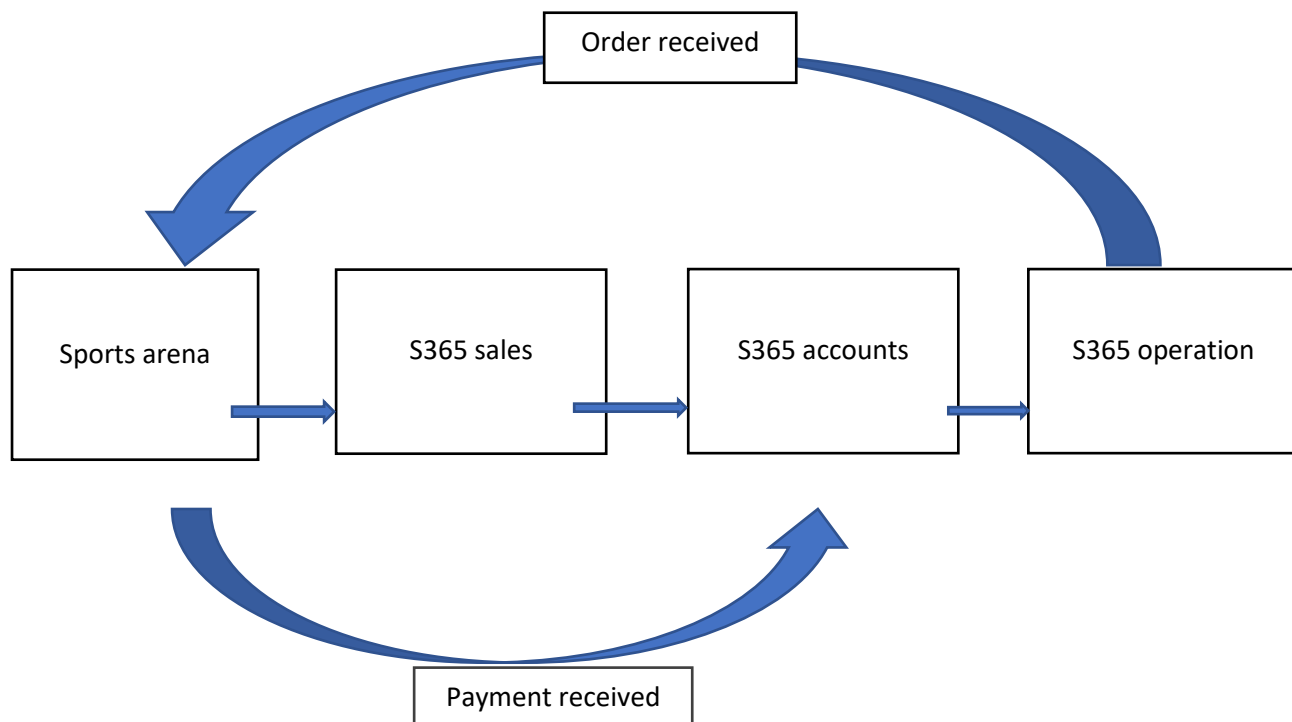 Order received
Sports arena
S365 sales
S365 accounts
S365 operation
Payment received